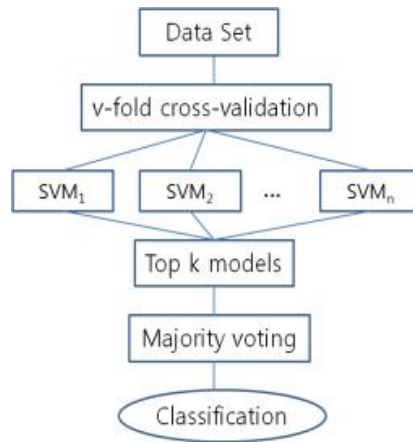 Data Set
v-fold cross-validation
SVM₁ SVM₂ ... SVMₙ
Top k models
Majority voting
Classification